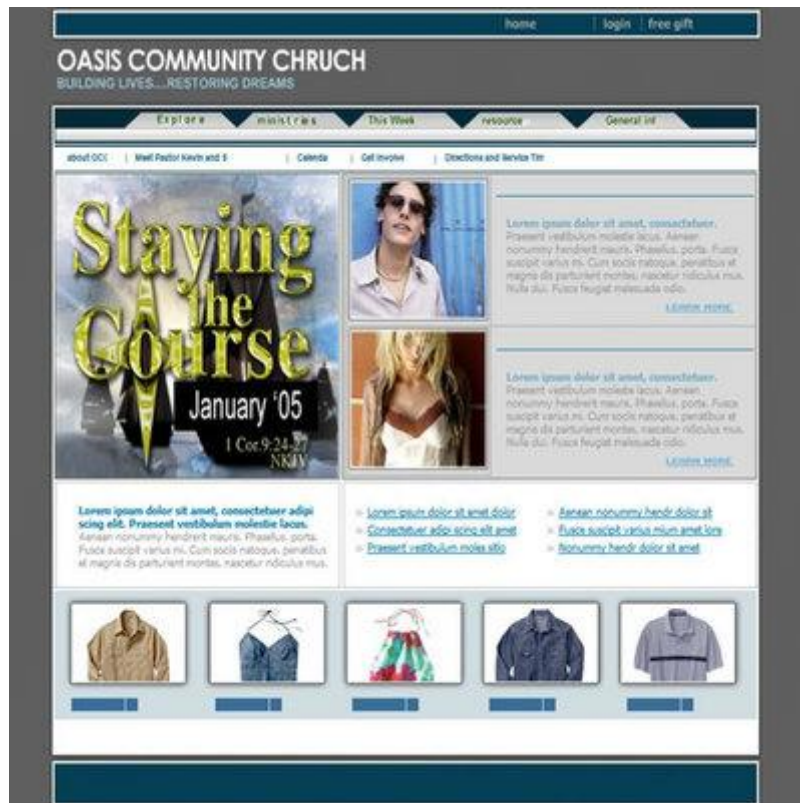 home | login | free gift
OASIS COMMUNITY CHRUCH
BUILDING LIVES....RESTORING DREAMS
Explore ministries This Week resource General inf
about OCC | Meet Pastor Kevin and S | Calenda | Get Involve | Directions and Service Tim
Staying
the
Course
January '05
1 Cor.9:24-27
NKJV
Lorem ipsum dolor sit amet, consectetuer.
Praesent vestibulum molestie lacus. Aenean
nonummy hendrerit mauris. Phasellus, porta. Fusce
suscipit varius mi. Cum sociis natoque, penatibus et
magnis dis parturient montes, nascetur ridiculus mus.
Nulla dui. Fusce feugiat malesuada odio.
LEARN MORE
Lorem ipsum dolor sit amet, consectetuer.
Praesent vestibulum molestie lacus. Aenean
nonummy hendrerit mauris. Phasellus, porta. Fusce
suscipit varius mi. Cum sociis natoque, penatibus et
magnis dis parturient montes, nascetur ridiculus mus.
Nulla dui. Fusce feugiat malesuada odio.
LEARN MORE
Lorem ipsum dolor sit amet, consectetuer adipi
scing elit. Praesent vestibulum molestie lacus.
Aenean nonummy hendrerit mauris. Phasellus, porta.
Fusce suscipit varius mi. Cum sociis natoque, penatibus
et magnis dis parturient montes, nascetur ridiculus mus.
Lorem ipsum dolor sit amet dolor
Consectetuer adipi scing elit amet
Praesent vestibulum moles sitio
Aenean nonummy hendr dolor sit
Fusce suscipit varius mium amet lore
Nonummy hendr dolor sit amet